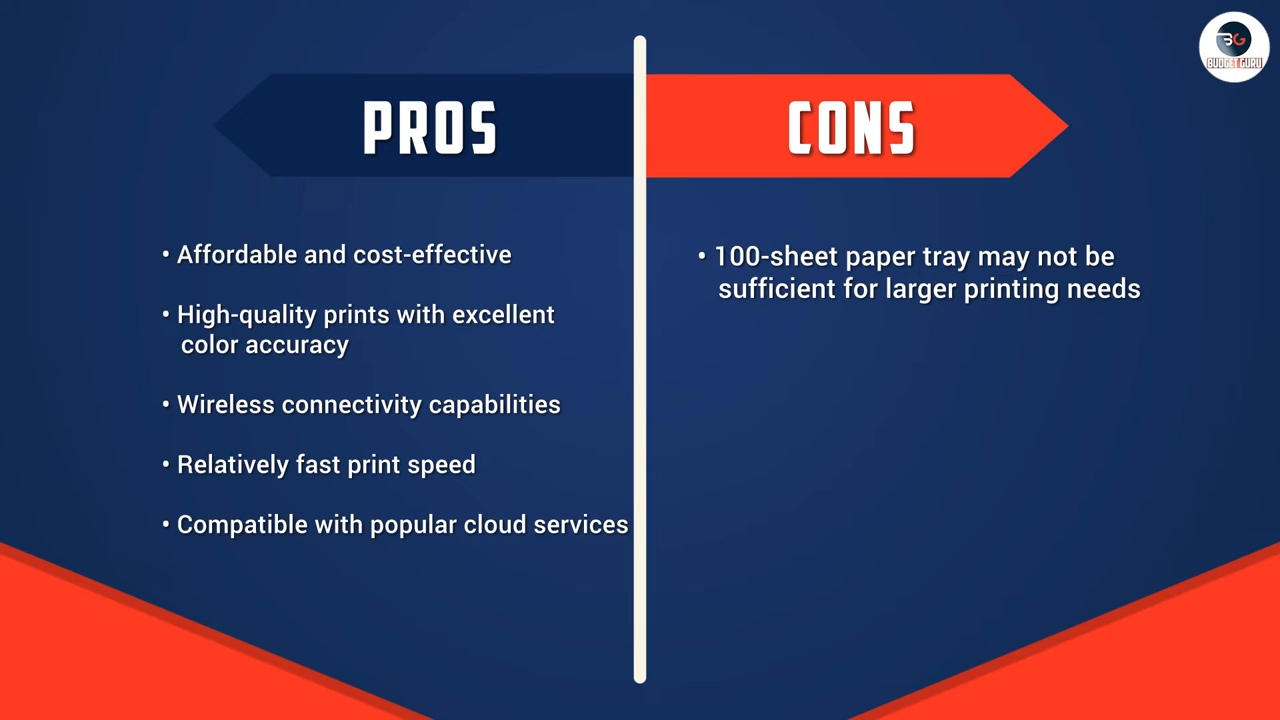 PROS
• Affordable and cost-effective
• High-quality prints with excellent
color accuracy
• Wireless connectivity capabilities
• Relatively fast print speed
• Compatible with popular cloud services
CONS
• 100-sheet paper tray may not be
sufficient for larger printing needs
BG
BUDGET GURU